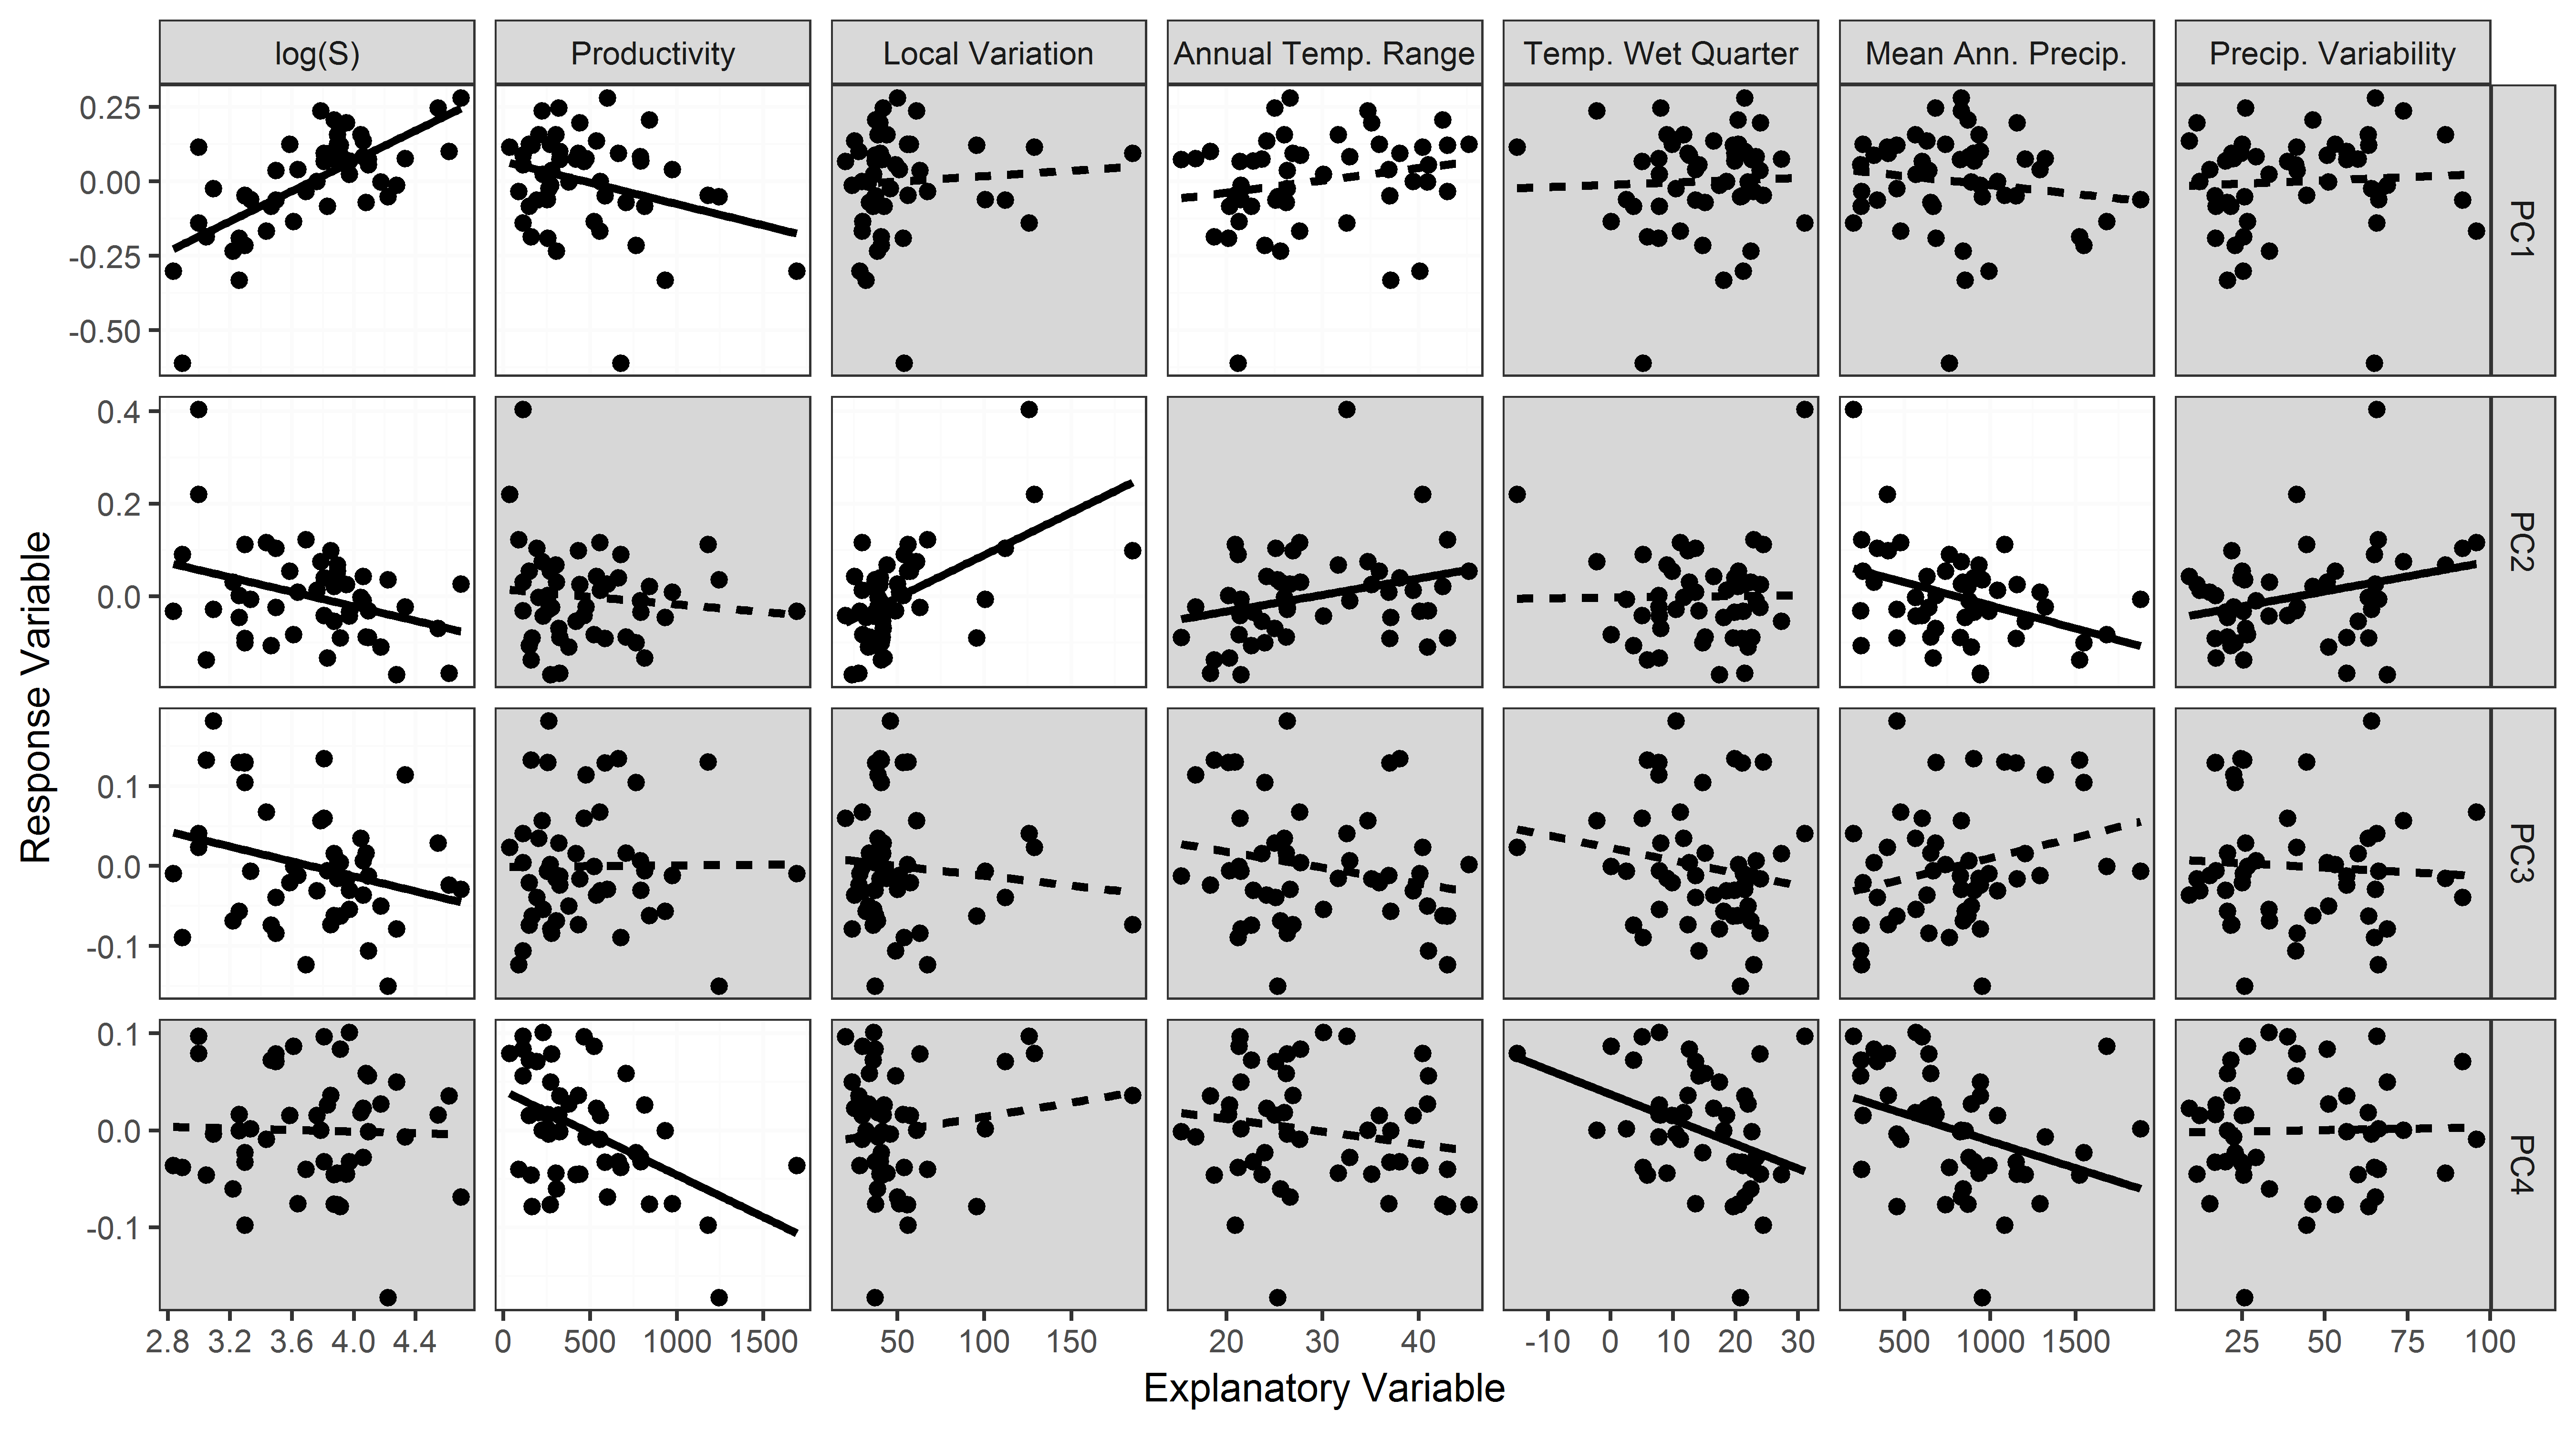 log(S) Productivity Local Variation Annual Temp. Range Temp. Wet Quarter Mean Ann. Precip. Precip. Variability
0.25
0.00
-0.25
-0.50
PC1
0.4
0.2
0.0
PC2
0.1
0.0
-0.1
PC3
0.1
0.0
-0.1
PC4
2.8 3.2 3.6 4.0 4.4 0 500 1000 1500 50 100 150 20 30 40 -10 0 10 20 30 500 1000 1500 25 50 75 100
Explanatory Variable
Response Variable